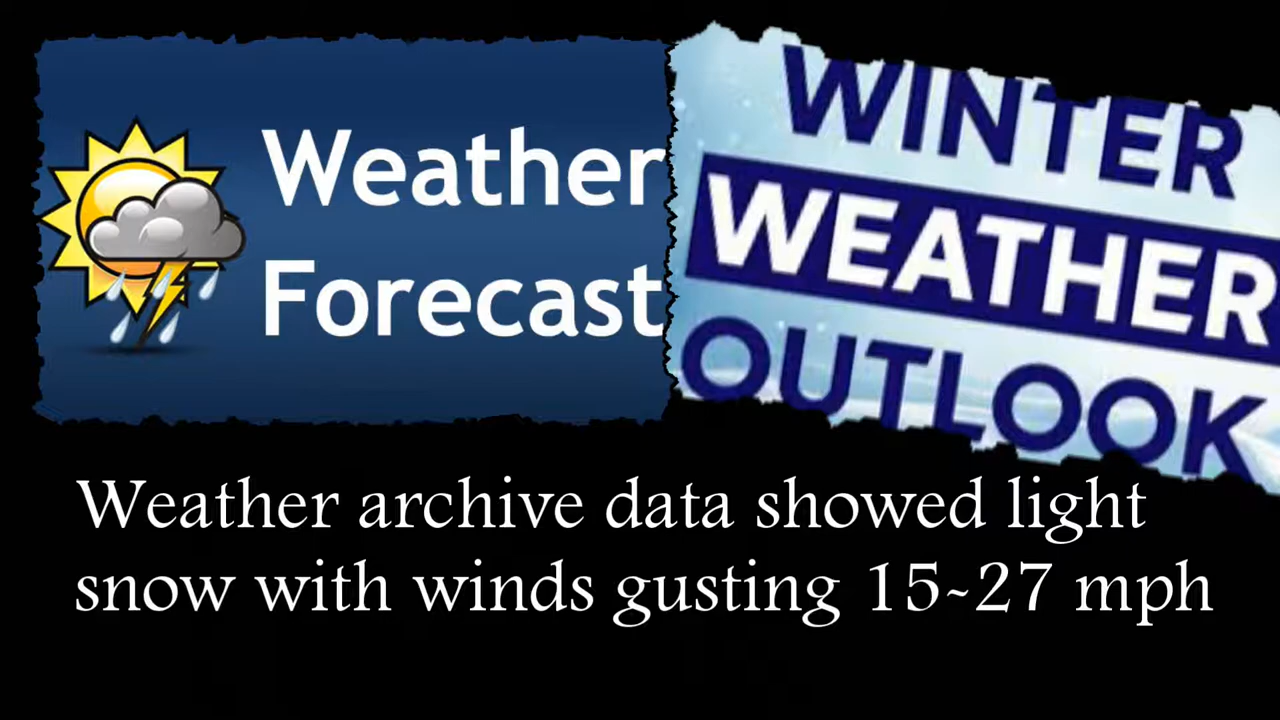 Weather
Forecast
WINTER
WEATHER
OUTLOOK
Weather archive data showed light
snow with winds gusting 15~27 mph